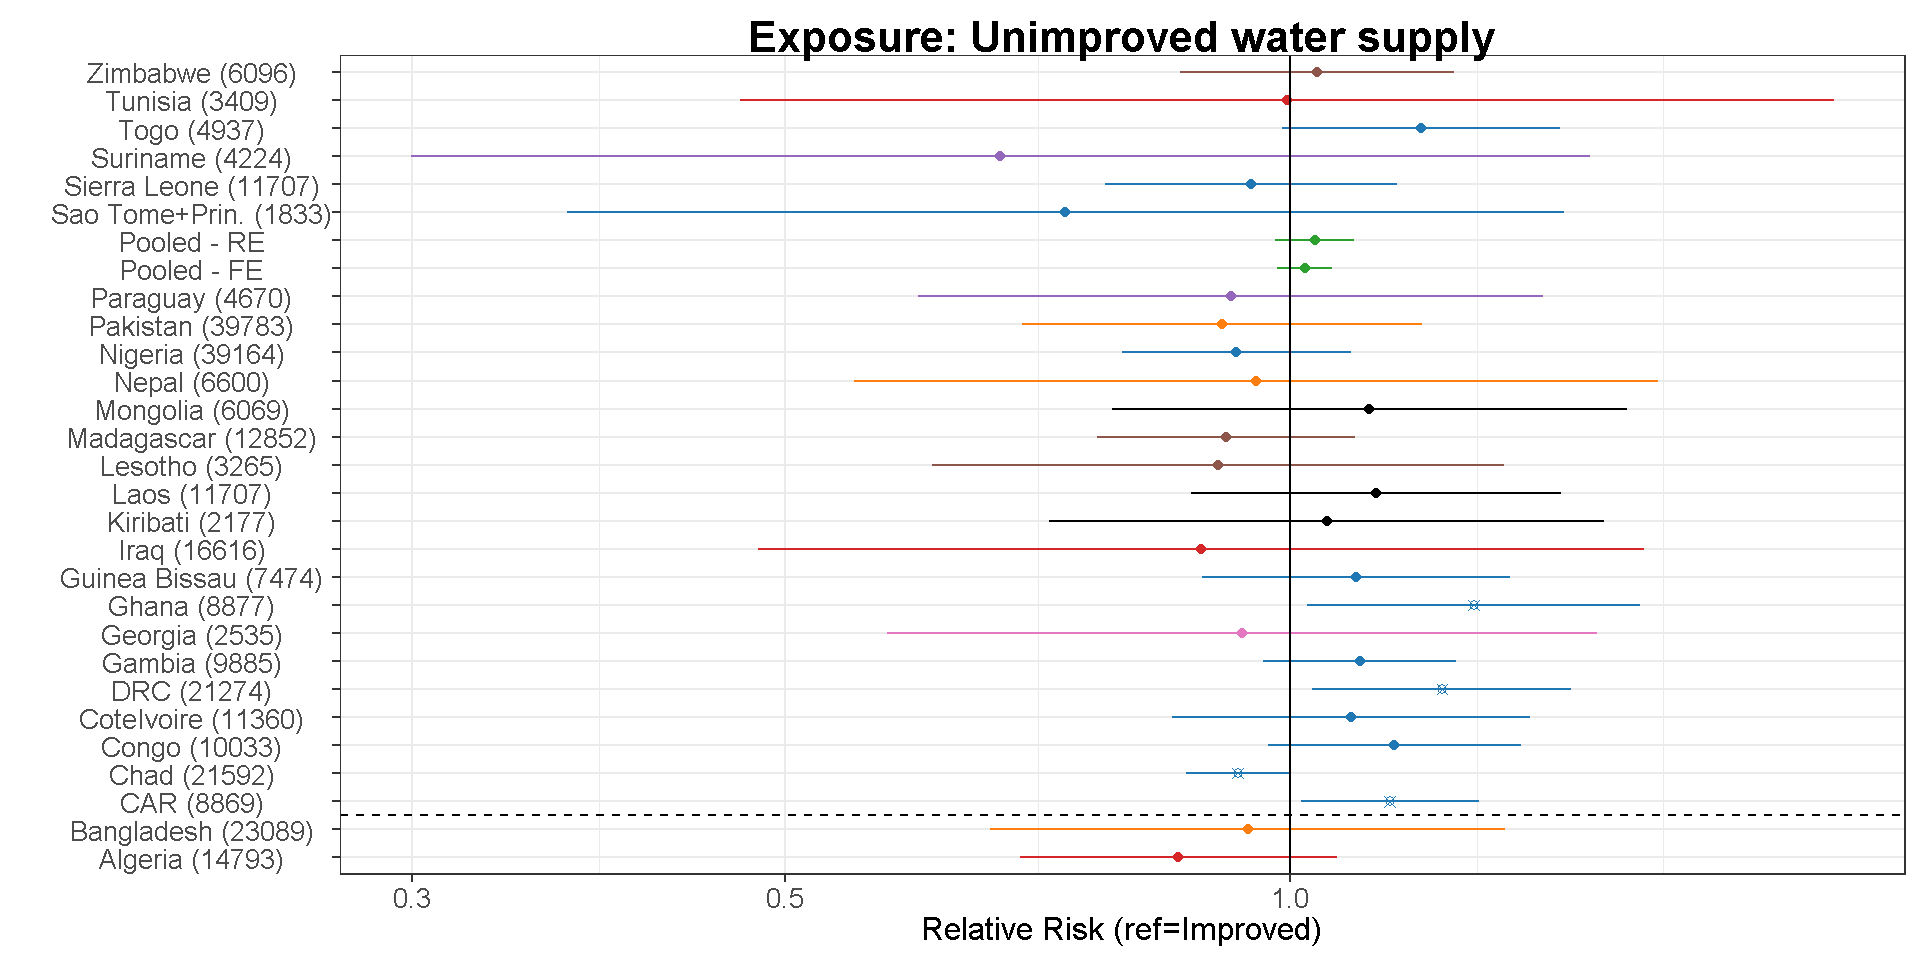 Exposure: Unimproved water supply
Zimbabwe (6096)
Tunisia (3409)
Togo (4937)
Suriname (4224)
Sierra Leone (11707)
Sao Tome+Prin. (1833)
Pooled - RE
Pooled - FE
Paraguay (4670)
Pakistan (39783)
Nigeria (39164)
Nepal (6600)
Mongolia (6069)
Madagascar (12852)
Lesotho (3265)
Laos (11707)
Kiribati (2177)
Iraq (16616)
Guinea Bissau (7474)
Ghana (8877)
Georgia (2535)
Gambia (9885)
DRC (21274)
CoteIvoire (11360)
Congo (10033)
Chad (21592)
CAR (8869)
Bangladesh (23089)
Algeria (14793)
0.3 0.5 1.0
Relative Risk (ref=Improved)